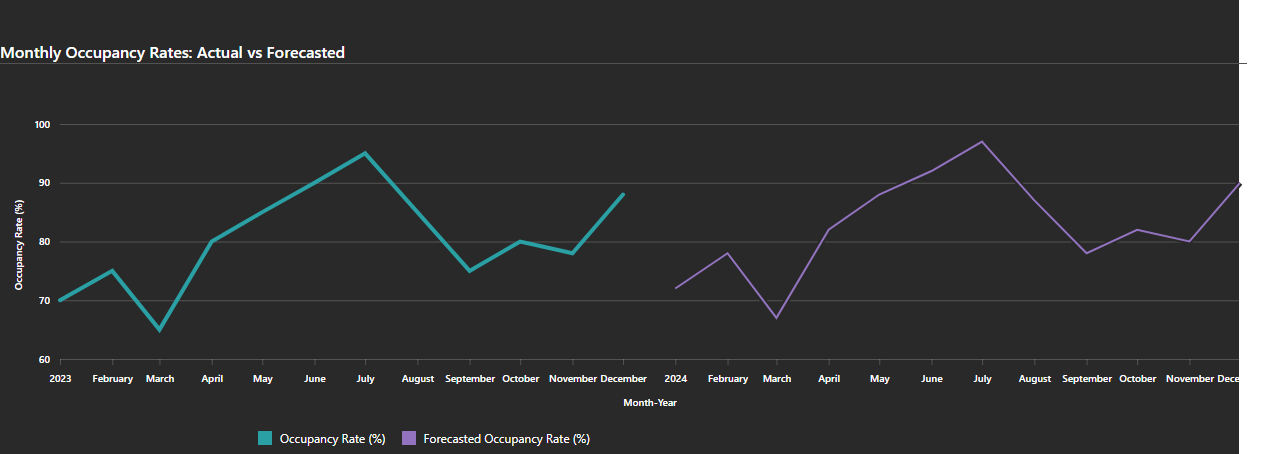 Monthly Occupancy Rates: Actual vs Forecasted
100
90
80
70
60
Occupancy Rate (%)
2023 February March April May June July August September October November December 2024 February March April May June July August September October November Dece
Month-Year
Occupancy Rate (%) Forecasted Occupancy Rate (%)